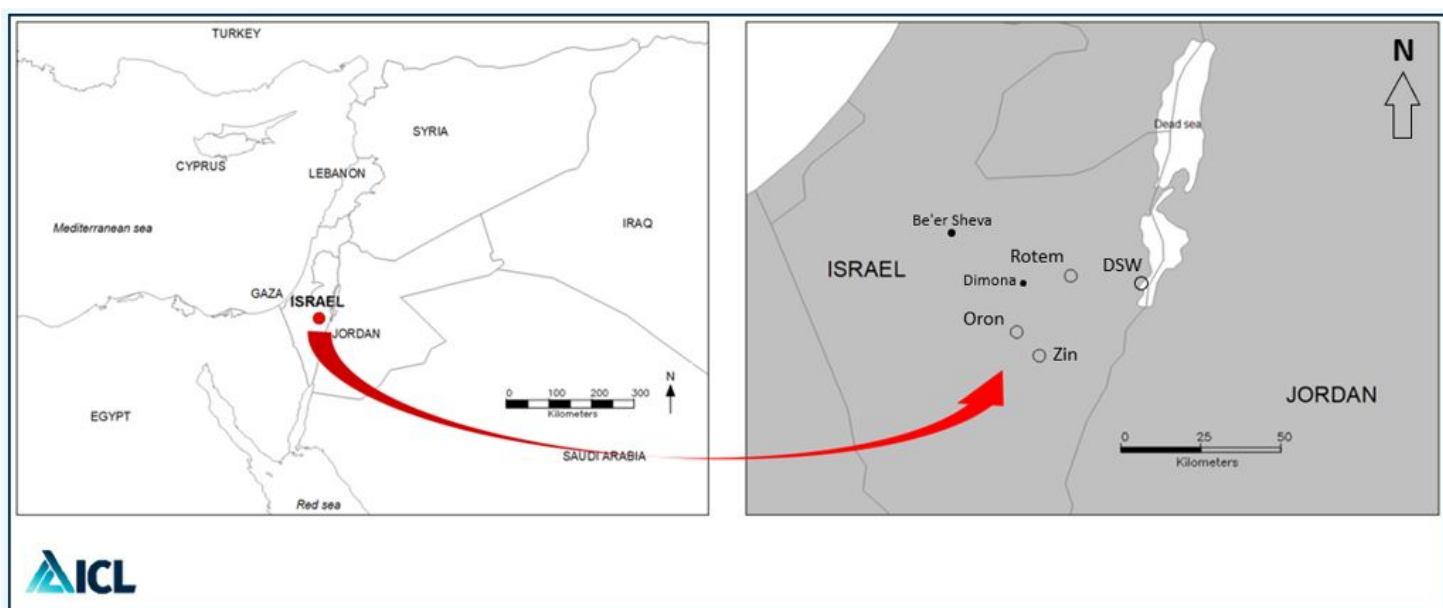 TURKEY
SYRIA
CYPRUS
LEBANON
Mediterranean sea
IRAQ
GAZA
ISRAEL
JORDAN
N
0 100 200 300
Kilometers
EGYPT
SAUDI ARABIA
Red sea
N
Dead sea
Be'er Sheva
ISRAEL
Rotem
DSW
Dimona
Oron
Zin
JORDAN
0 25 50
Kilometers
ICL